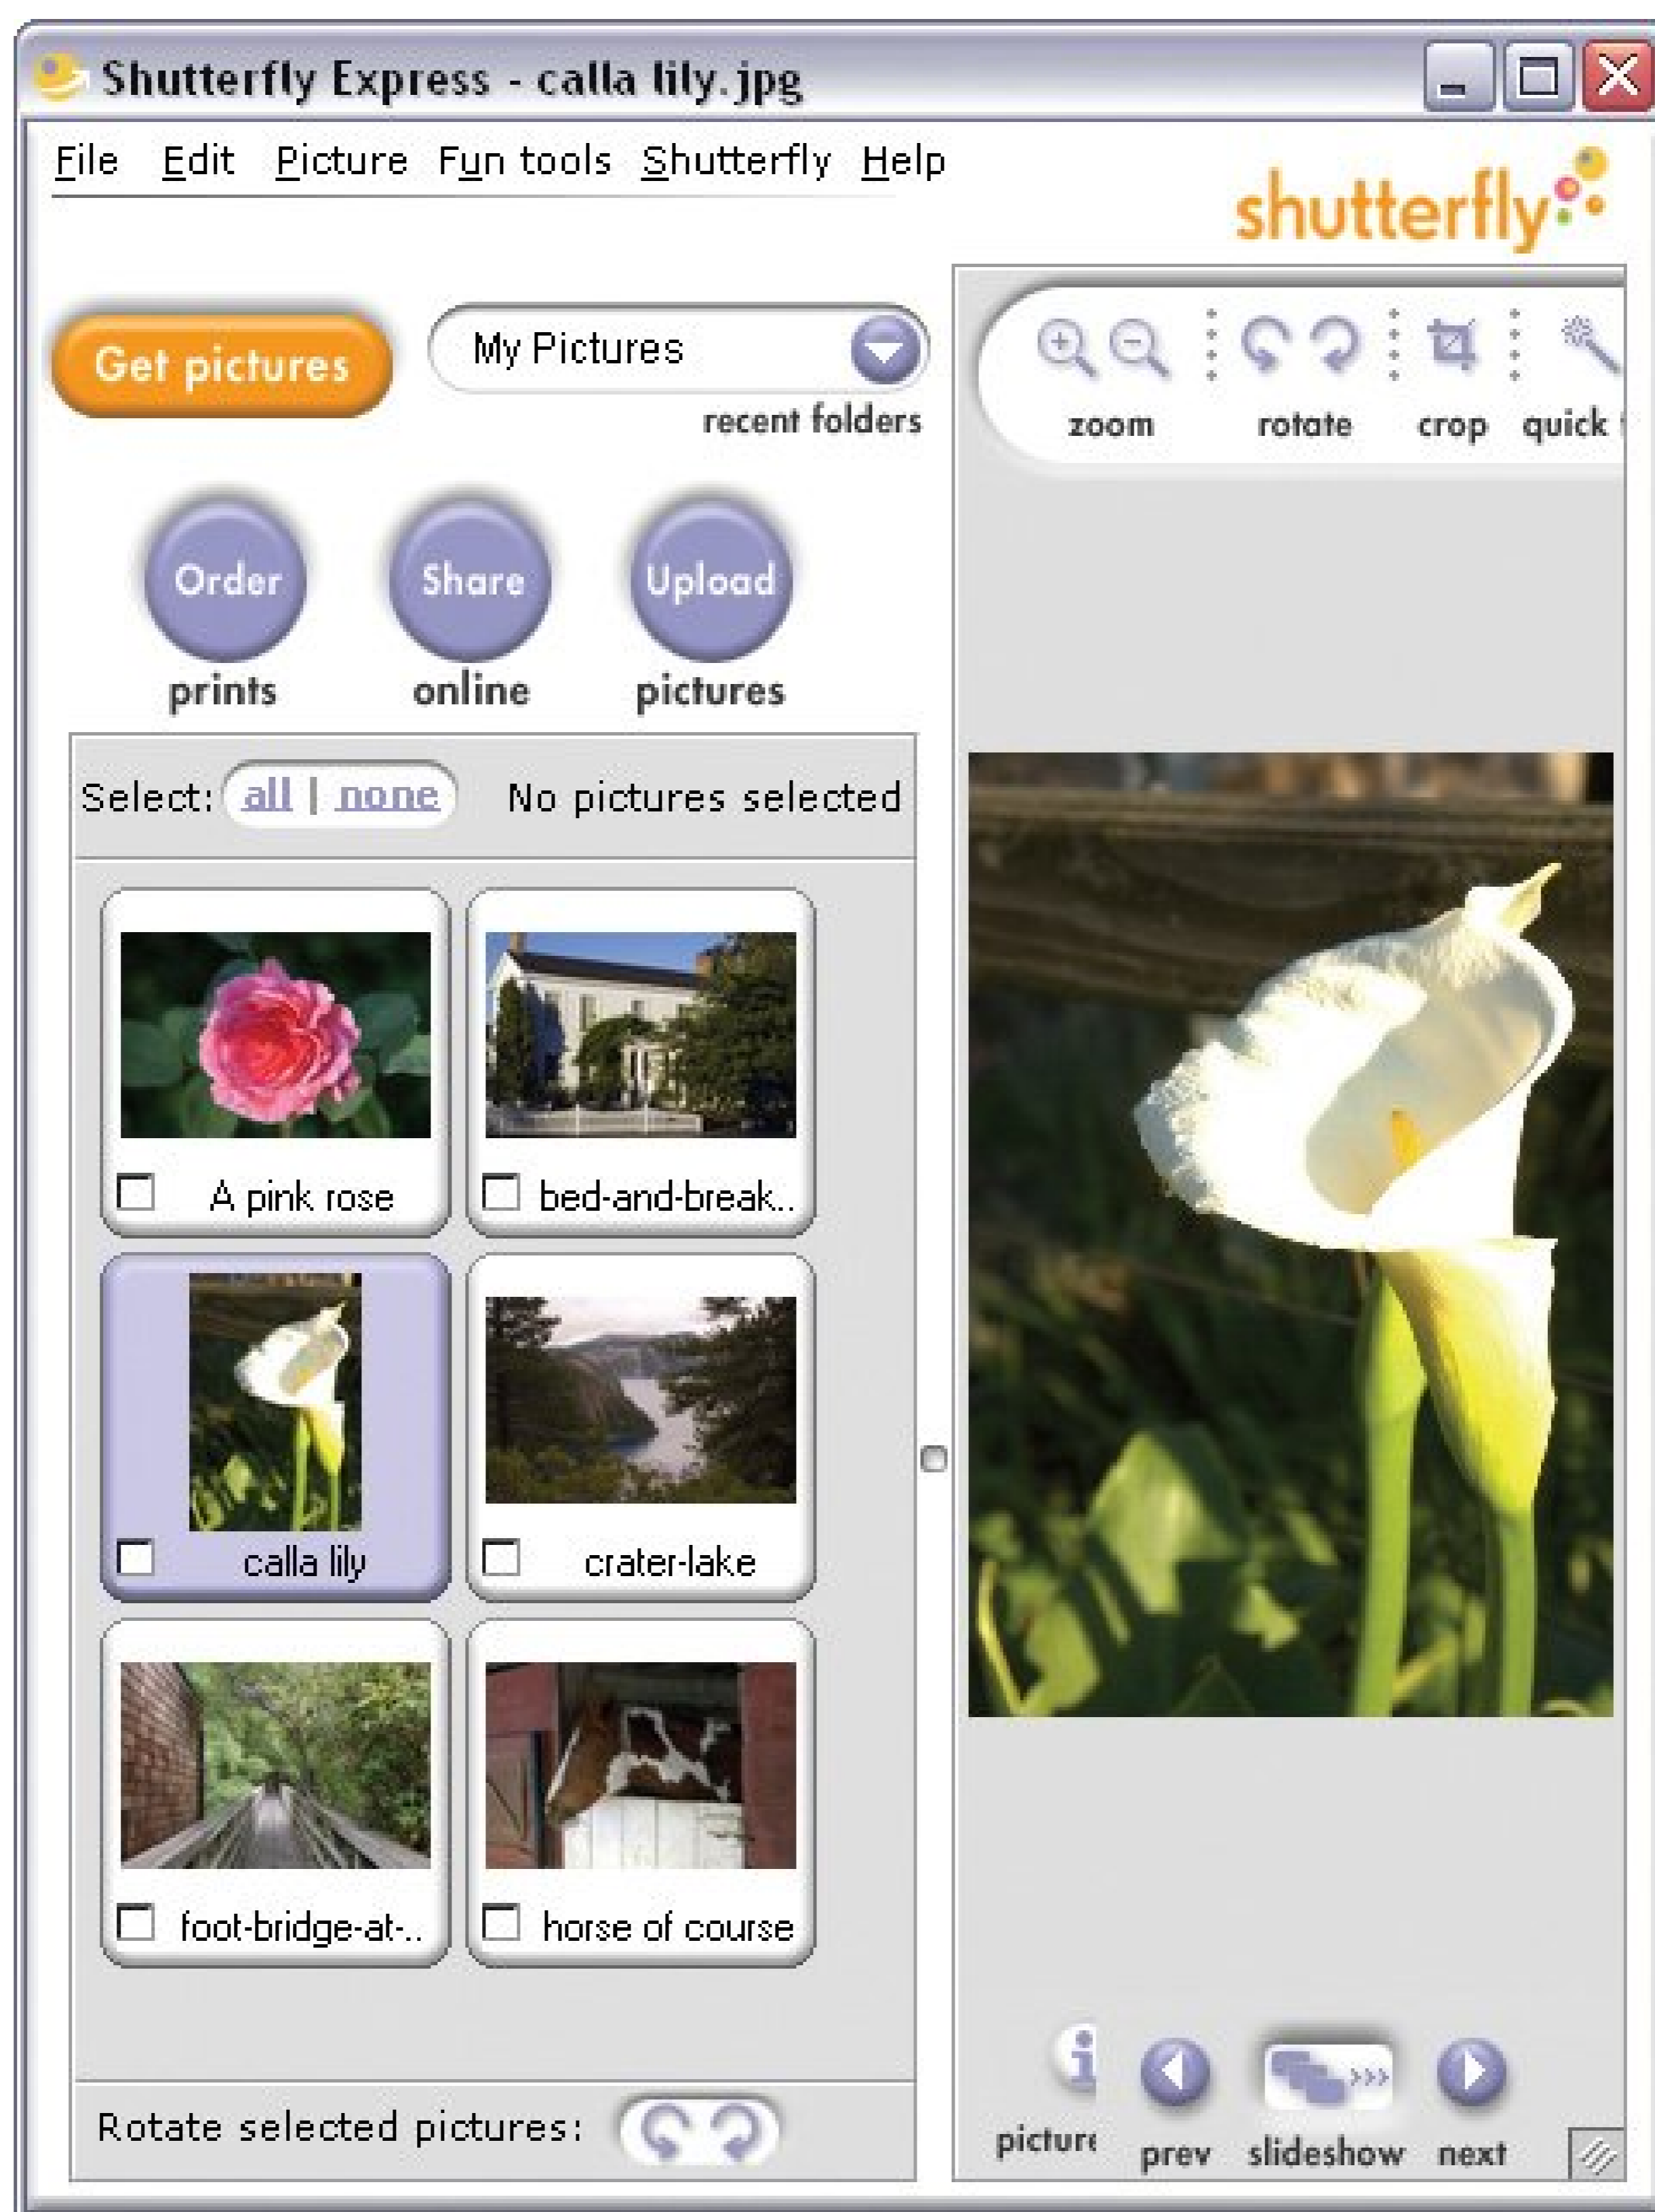 Shutterfly Express - calla lily.jpg
File Edit Picture Fun tools Shutterfly Help
shutterfly
Get pictures
My Pictures
recent folders
zoom rotate crop quick
Order Share Upload
prints online pictures
Select: all | none No pictures selected
A pink rose bed-and-break..
calla lily crater-lake
foot-bridge-at-.. horse of course
Rotate selected pictures:
picture prev slideshow next